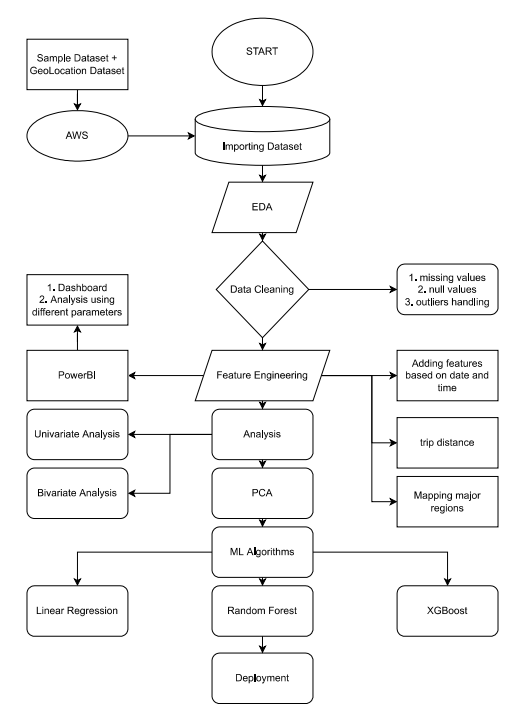 Sample Dataset +
GeoLocation Dataset
START
AWS
Importing Dataset
EDA
Data Cleaning
1. missing values
2. null values
3. outliers handling
1. Dashboard
2. Analysis using
different parameters
PowerBI
Feature Engineering
Adding features
based on date and
time
Univariate Analysis
Analysis
trip distance
Bivariate Analysis
PCA
Mapping major
regions
ML Algorithms
Linear Regression
Random Forest
XGBoost
Deployment